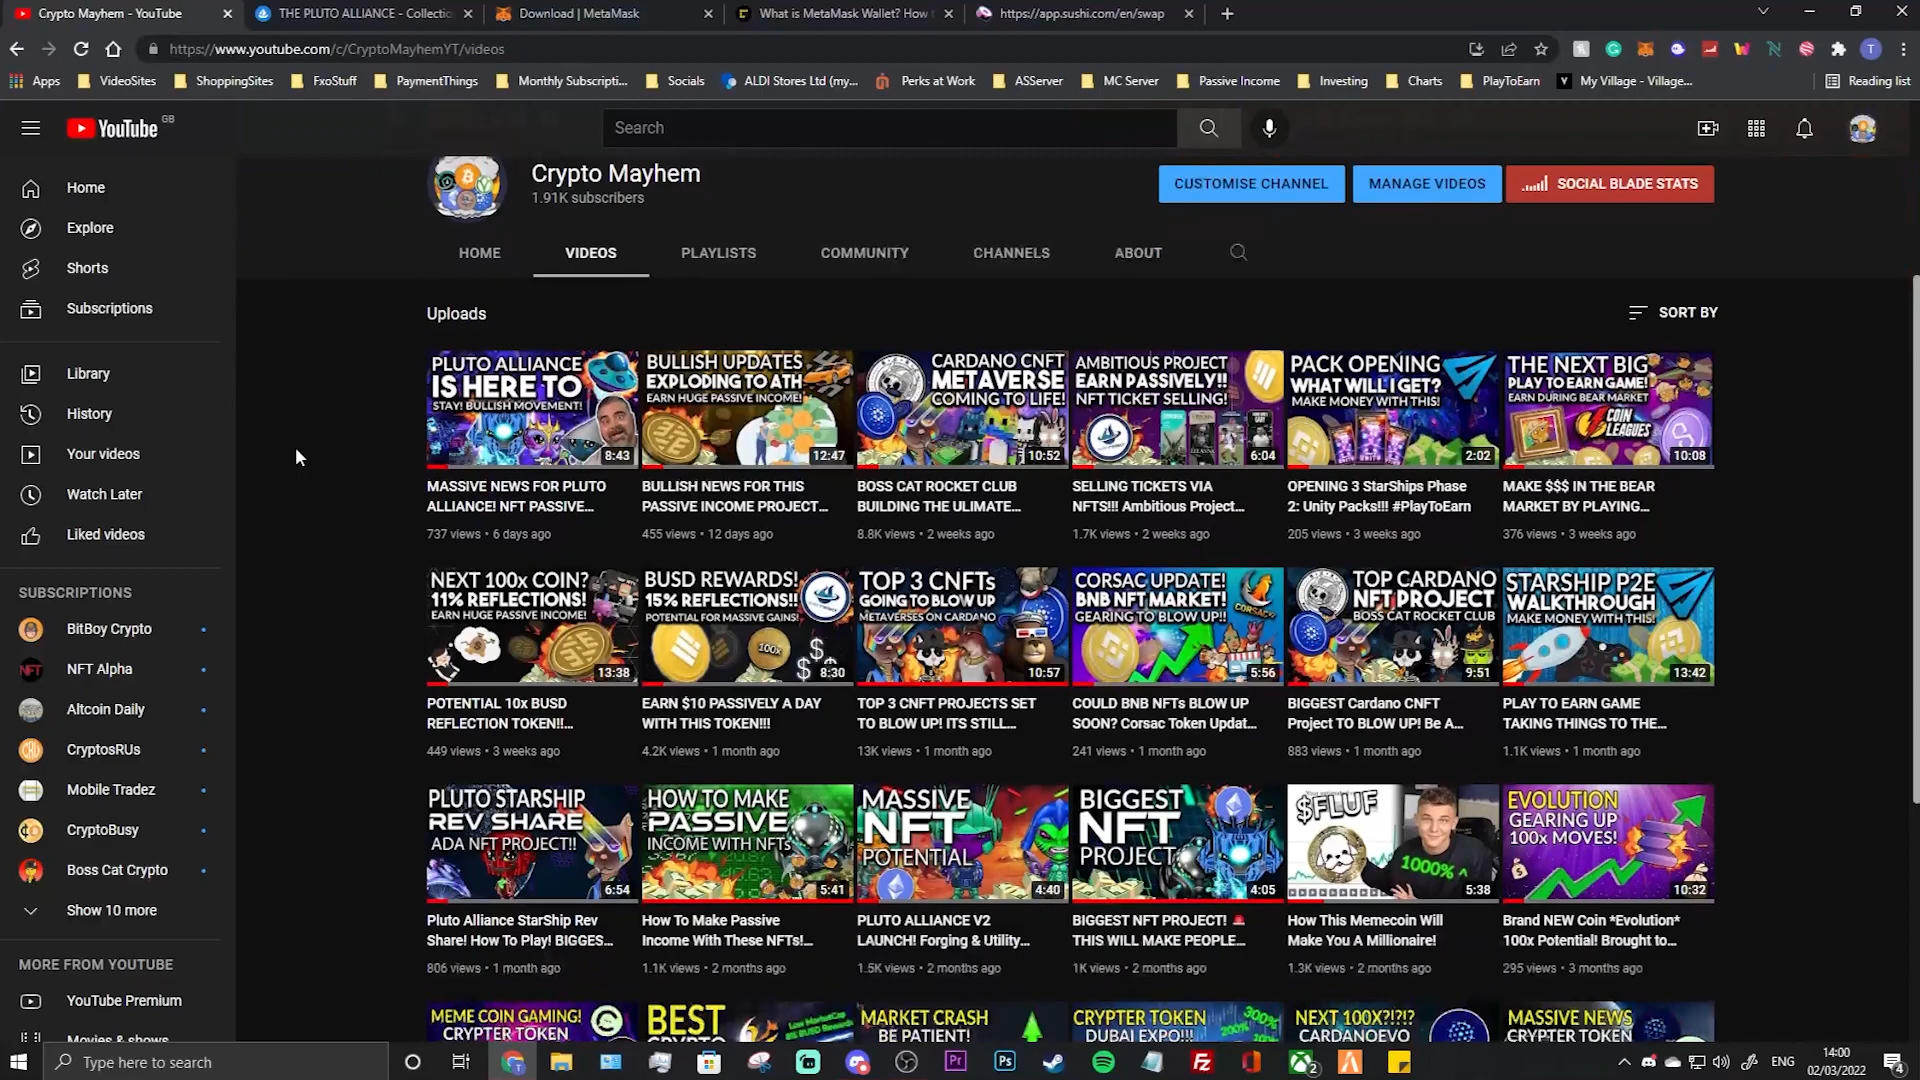 Crypto Mayhem - YouTube
THE PLUTO ALLIANCE - Collectio
Download | MetaMask
What is MetaMask Wallet? How
https://app.sushi.com/en/swap
https://www.youtube.com/c/CryptoMayhemYT/videos
Apps VideoSites ShoppingSites FxoStuff PaymentThings Monthly Subscripti... Socials ALDI Stores Ltd (my... Perks at Work ASServer MC Server Passive Income Investing Charts PlayToEarn My Village - Village... Reading list
YouTube GB
Search
Home
Explore
Shorts
Subscriptions
Library
History
Your videos
Watch Later
Liked videos
SUBSCRIPTIONS
BitBoy Crypto
NFT Alpha
Altcoin Daily
CryptosRUs
Mobile Tradez
CryptoBusy
Boss Cat Crypto
Show 10 more
MORE FROM YOUTUBE
YouTube Premium
Movies & shows
Crypto Mayhem
1.91K subscribers
CUSTOMISE CHANNEL
MANAGE VIDEOS
SOCIAL BLADE STATS
HOME VIDEOS PLAYLISTS COMMUNITY CHANNELS ABOUT
Uploads
SORT BY
PLUTO ALLIANCE
IS HERE TO
STAY! BULLISH MOVEMENT!
8:43
MASSIVE NEWS FOR PLUTO
ALLIANCE! NFT PASSIVE...
737 views • 6 days ago
BULLISH UPDATES
EXPLODING TO ATH
EARN HUGE PASSIVE INCOME!
12:47
BULLISH NEWS FOR THIS
PASSIVE INCOME PROJECT...
455 views • 12 days ago
CARDANO CNFT
METAVERSE
COMING TO LIFE!
10:52
BOSS CAT ROCKET CLUB
BUILDING THE ULIMATE...
8.8K views • 2 weeks ago
AMBITIOUS PROJECT
EARN PASSIVELY!!
NFT TICKET SELLING!
6:04
SELLING TICKETS VIA
NFTS!!! Ambitious Project...
1.7K views • 2 weeks ago
PACK OPENING
WHAT WILL I GET?
MAKE MONEY WITH THIS!
2:02
OPENING 3 StarShips Phase
2: Unity Packs!!! #PlayToEarn
205 views • 3 weeks ago
THE NEXT BIG
PLAY TO EARN GAME!
EARN DURING BEAR MARKET
COIN
LEAGUES
10:08
MAKE $$$ IN THE BEAR
MARKET BY PLAYING...
376 views • 3 weeks ago
NEXT 100x COIN?
11% REFLECTIONS!
EARN HUGE PASSIVE INCOME!
13:38
POTENTIAL 10x BUSD
REFLECTION TOKEN!!...
449 views • 3 weeks ago
BUSD REWARDS!
15% REFLECTIONS!!
POTENTIAL FOR MASSIVE GAINS!
100x
8:30
EARN $10 PASSIVELY A DAY
WITH THIS TOKEN!!!
4.2K views • 1 month ago
TOP 3 CNFTs
GOING TO BLOW UP
METAVERSES ON CARDANO
10:57
TOP 3 CNFT PROJECTS SET
TO BLOW UP! ITS STILL...
13K views • 1 month ago
CORSAC UPDATE!
BNB NFT MARKET!
GEARING TO BLOW UP!!
CORSAC
5:56
COULD BNB NFTs BLOW UP
SOON? Corsac Token Updat...
241 views • 1 month ago
TOP CARDANO
NFT PROJECT
BOSS CAT ROCKET CLUB
9:51
BIGGEST Cardano CNFT
Project TO BLOW UP! Be A...
883 views • 1 month ago
STARSHIP P2E
WALKTHROUGH
MAKE MONEY WITH THIS!
13:42
PLAY TO EARN GAME
TAKING THINGS TO THE...
1.1K views • 1 month ago
PLUTO STARSHIP
REV SHARE
ADA NFT PROJECT!!
6:54
Pluto Alliance StarShip Rev
Share! How To Play! BIGGES...
806 views • 1 month ago
HOW TO MAKE
PASSIVE
INCOME WITH NFTs!
5:41
How To Make Passive
Income With These NFTs!...
1.1K views • 2 months ago
MASSIVE
NFT
POTENTIAL
4:40
PLUTO ALLIANCE V2
LAUNCH! Forging & Utility...
1.5K views • 2 months ago
BIGGEST
NFT
PROJECT
4:05
BIGGEST NFT PROJECT! 🚨
THIS WILL MAKE PEOPLE...
1K views • 2 months ago
$FLUF
1000% ^
5:38
How This Memecoin Will
Make You A Millionaire!
1.3K views • 2 months ago
EVOLUTION
GEARING UP
100x MOVES!
10:32
Brand NEW Coin *Evolution*
100x Potential! Brought to...
295 views • 3 months ago
MEME COIN GAMING!
CRYPTER TOKEN
BEST
CRYPTO
Low MarketCap
MARKET CRASH
BE PATIENT!
CRYPTER TOKEN
DUBAI EXPO!!!
200%
300%
NEXT 100X?!?!?
CARDANOEVO
MASSIVE NEWS
CRYPTER TOKEN
Type here to search
ENG
14:00
02/03/2022